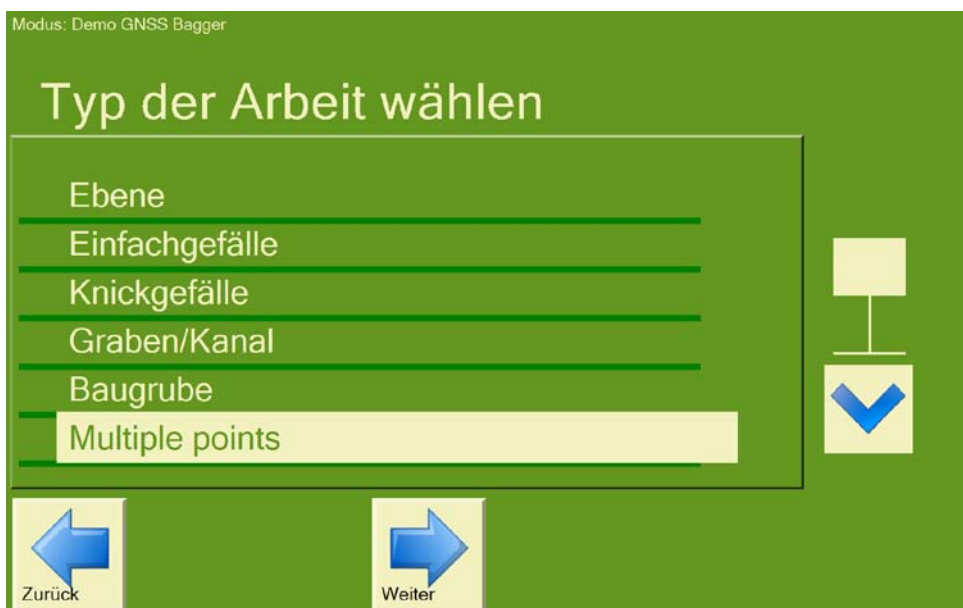 Modus: Demo GNSS Bagger
Typ der Arbeit wählen
Ebene
Einfachgefälle
Knickgefälle
Graben/Kanal
Baugrube
Multiple points
Zurück
Weiter